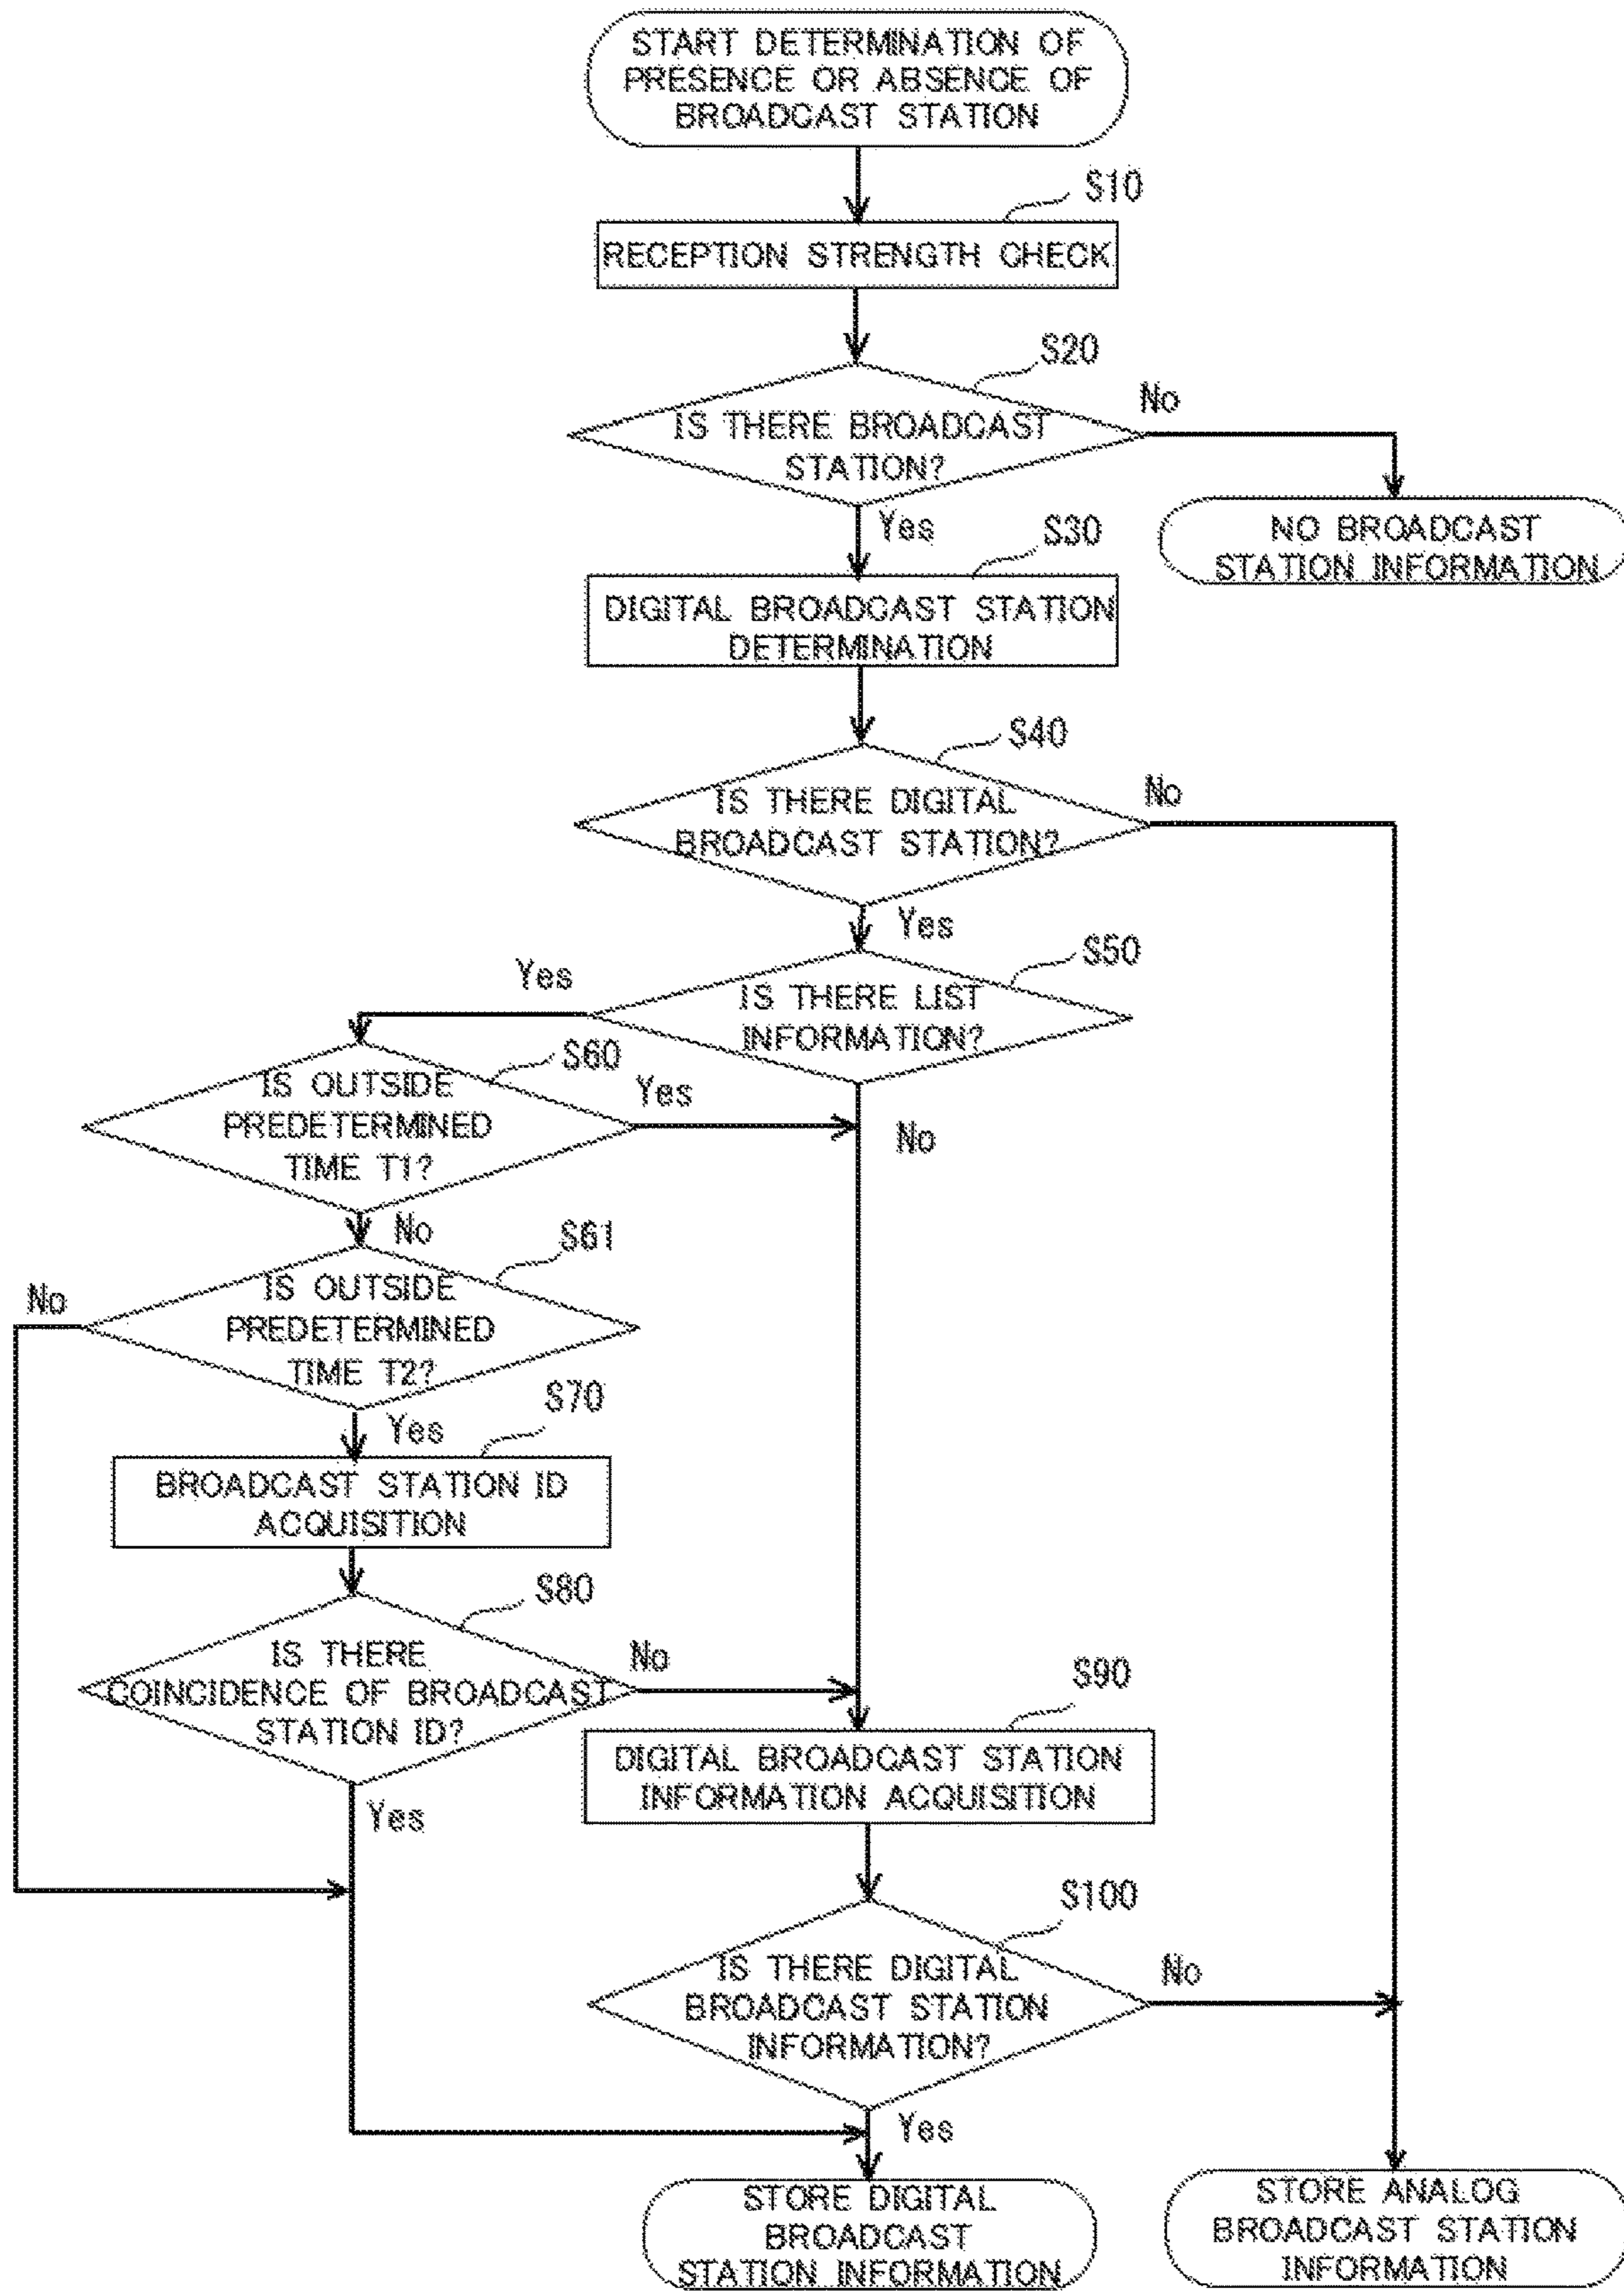 START DETERMINATION OF
PRESENCE OR ABSENCE OF
BROADCAST STATION
S10
RECEPTION STRENGTH CHECK
S20
IS THERE BROADCAST
STATION?
No
Yes
NO BROADCAST
STATION INFORMATION
S30
DIGITAL BROADCAST STATION
DETERMINATION
S40
IS THERE DIGITAL
BROADCAST STATION?
No
Yes
S50
IS THERE LIST
INFORMATION?
Yes
No
S60
IS OUTSIDE
PREDETERMINED
TIME T1?
Yes
No
S61
IS OUTSIDE
PREDETERMINED
TIME T2?
No
Yes
S70
BROADCAST STATION ID
ACQUISITION
S80
IS THERE
COINCIDENCE OF BROADCAST
STATION ID?
No
Yes
S90
DIGITAL BROADCAST STATION
INFORMATION ACQUISITION
S100
IS THERE DIGITAL
BROADCAST STATION
INFORMATION?
No
Yes
STORE DIGITAL
BROADCAST
STATION INFORMATION
STORE ANALOG
BROADCAST STATION
INFORMATION